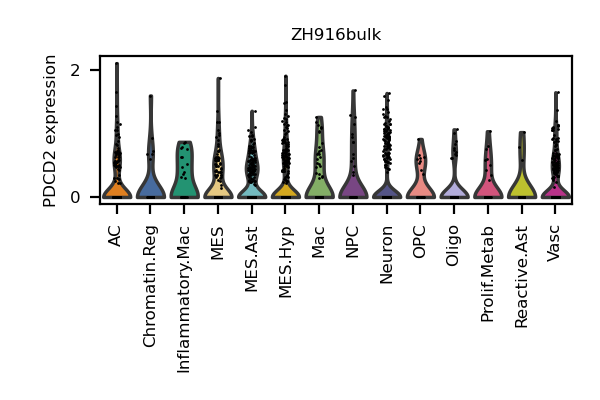 ZH916bulk
PDCD2 expression
2
0
AC
Chromatin.Reg
Inflammatory.Mac
MES
MES.Ast
MES.Hyp
Mac
NPC
Neuron
OPC
Oligo
Prolif.Metab
Reactive.Ast
Vasc